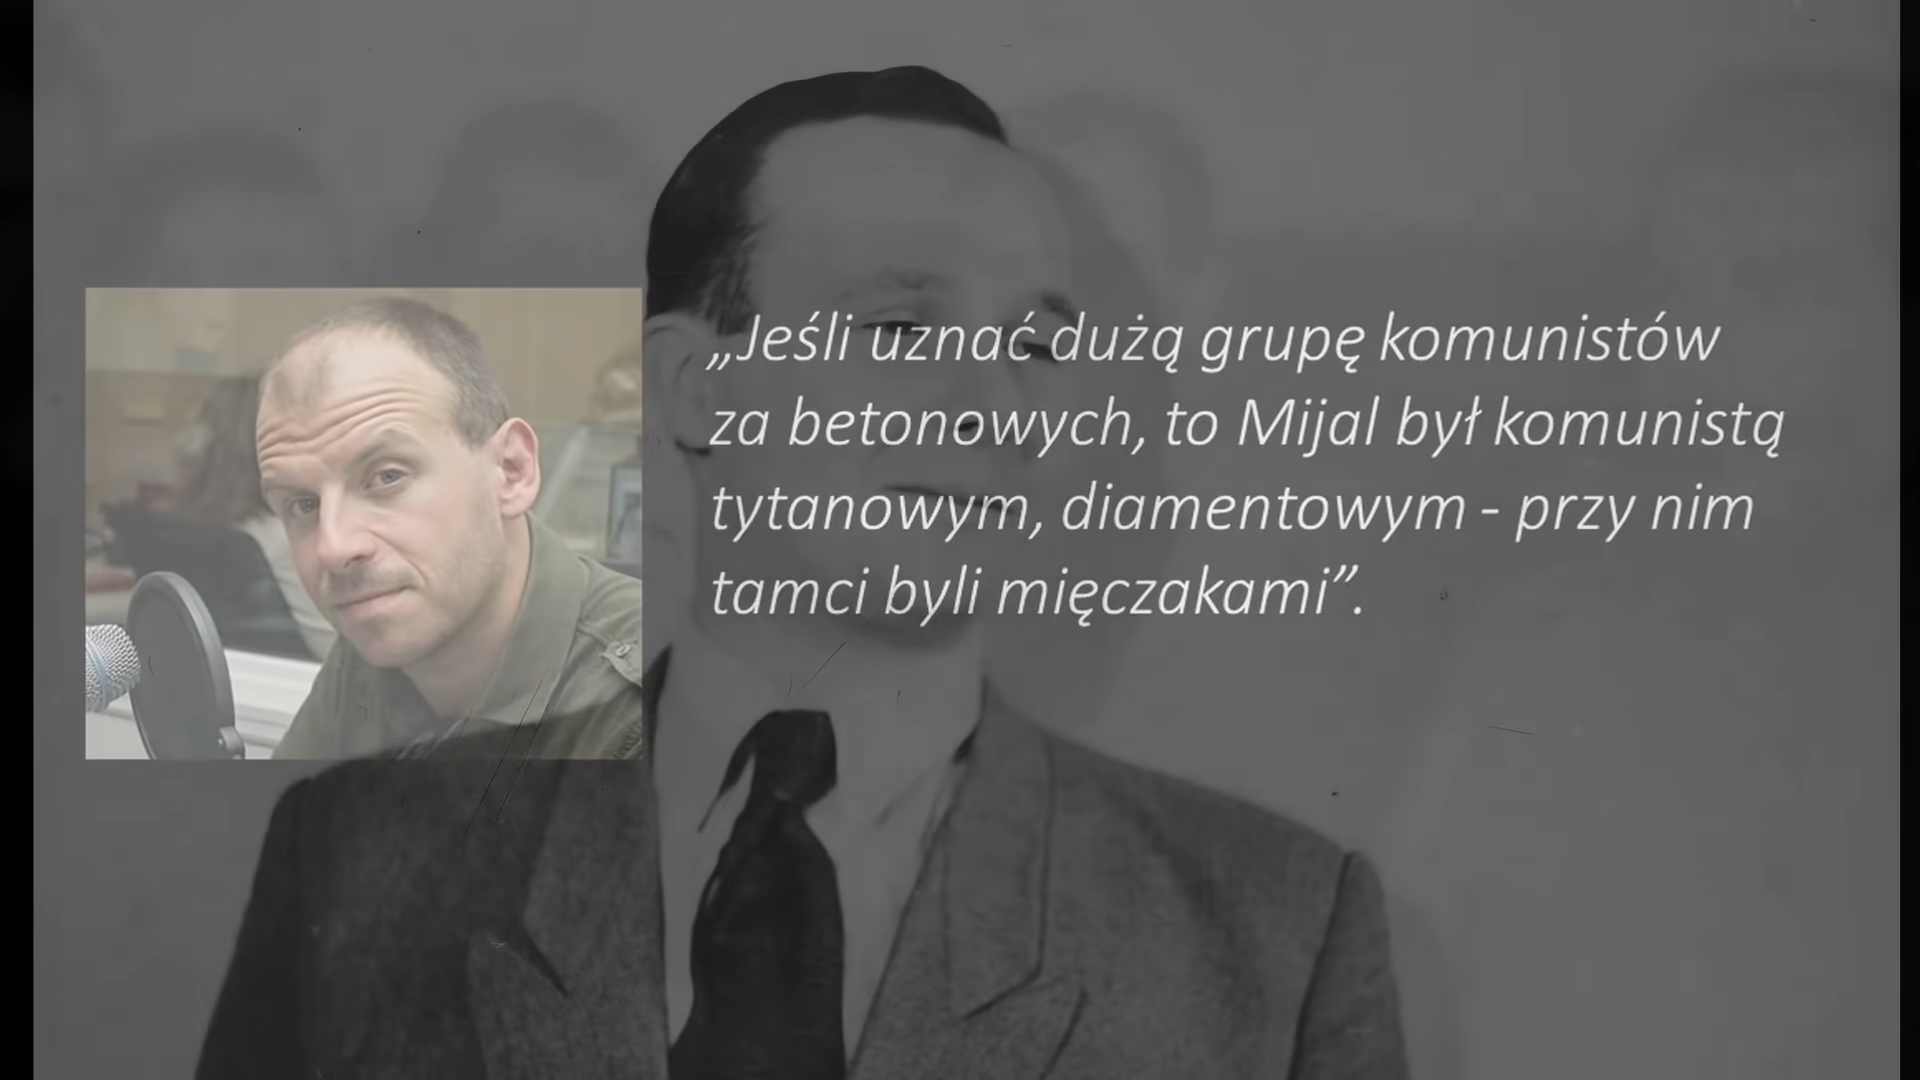 „Jeśli uznać dużą grupę komunistów
za betonowych, to Mijal był komunistą
tytanowym, diamentowym - przy nim
tamci byli mięczakami”.